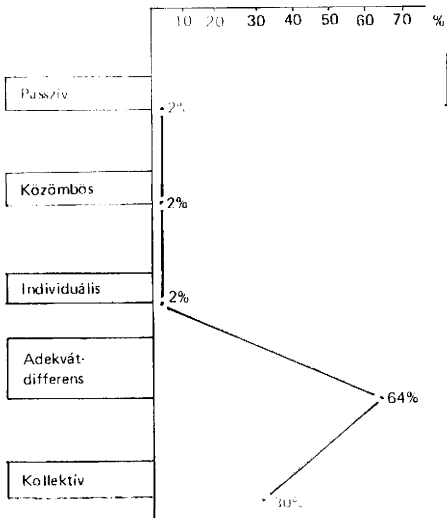 10 20 30 40 50 60 70 %
Passzív
2%
Közömbös
2%
Individuális
2%
Adekvát-
differens
64%
Kollektív
30%